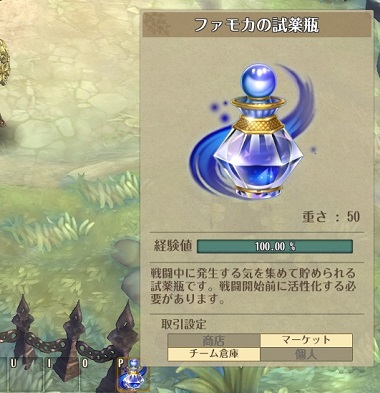 ファモカの試薬瓶
重さ : 50
経験値 100.00 %
戦闘中に発生する気を集めて貯められる
試薬瓶です。戦闘開始前に活性化する必
要があります。
取引設定
商店 マーケット
チーム倉庫 個人
U I O P